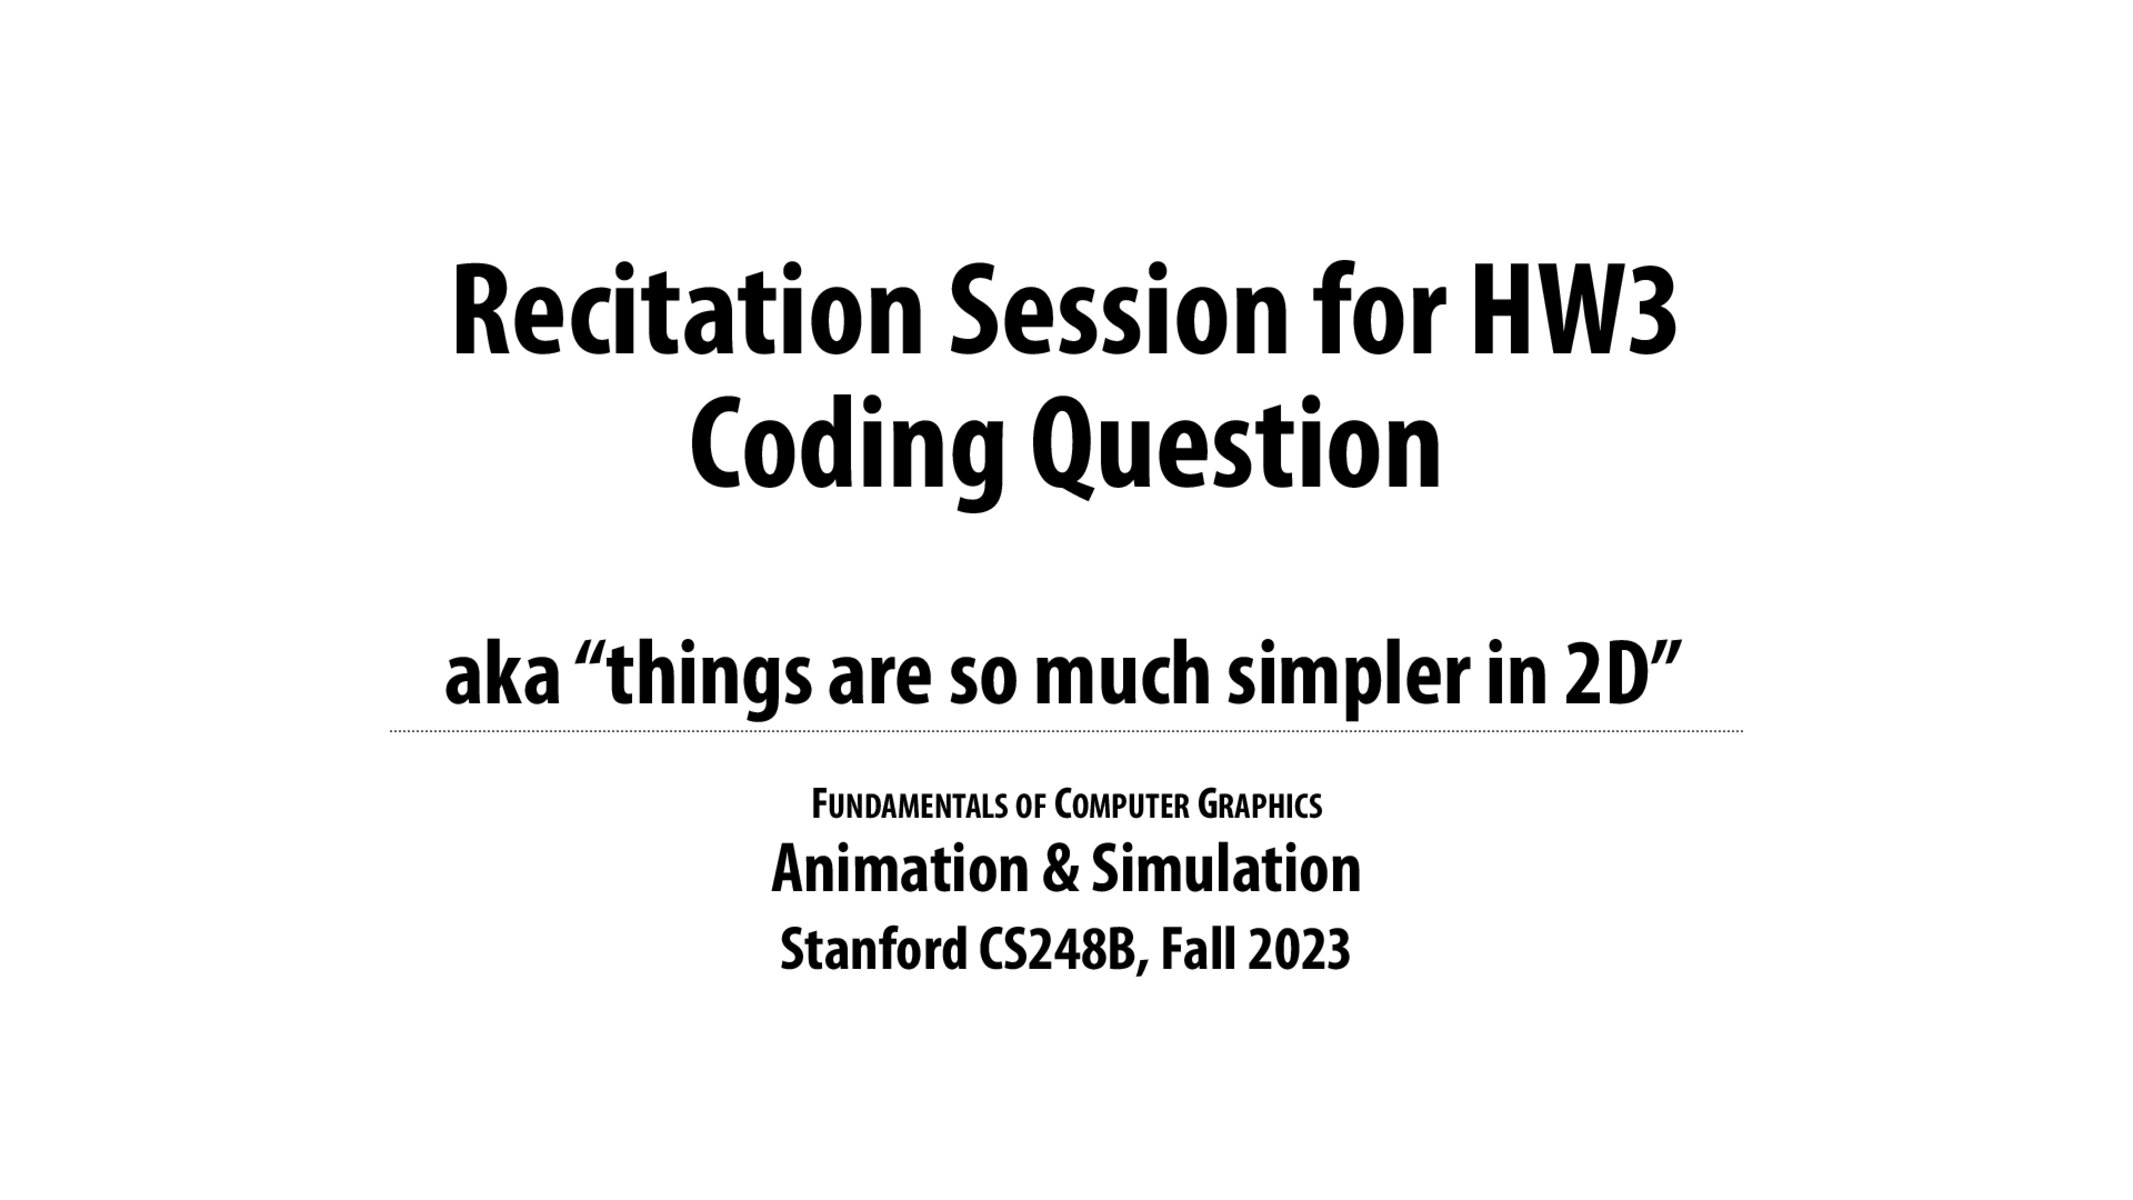 Recitation Session for HW3
Coding Question
aka “things are so much simpler in 2D”
Fundamentals of Computer Graphics
Animation & Simulation
Stanford CS248B, Fall 2023